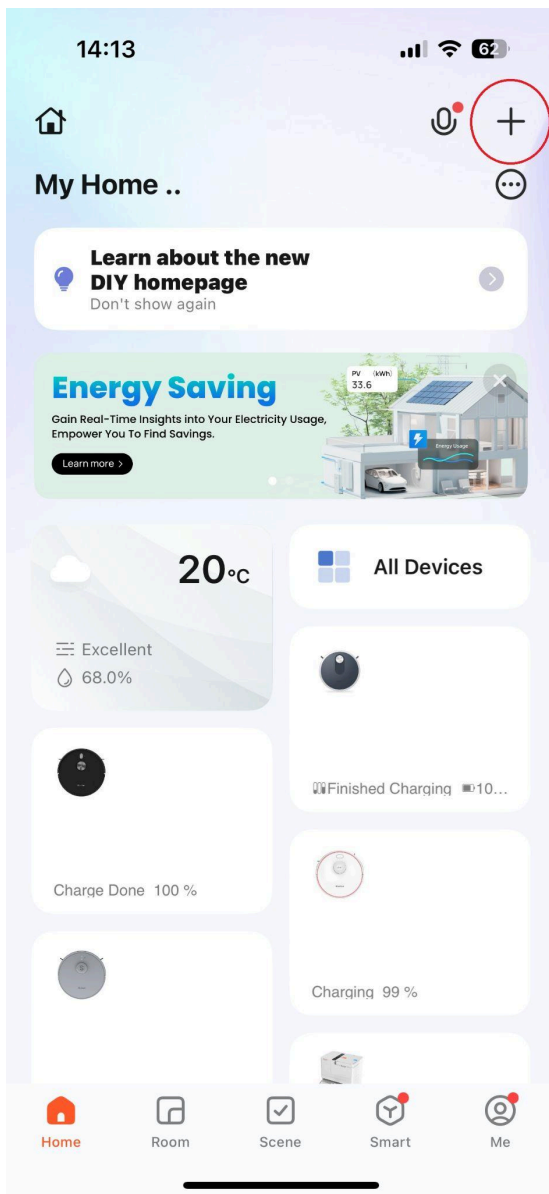 14:13
62
My Home ..
Learn about the new
DIY homepage
Don't show again
Energy Saving
PV (kWh)
33.6
Gain Real-Time Insights into Your Electricity Usage,
Empower You To Find Savings.
Energy Usage
Learn more >
20°C
All Devices
Excellent
68.0%
Finished Charging 10...
Charge Done 100 %
Charging 99 %
Home
Room
Scene
Smart
Me